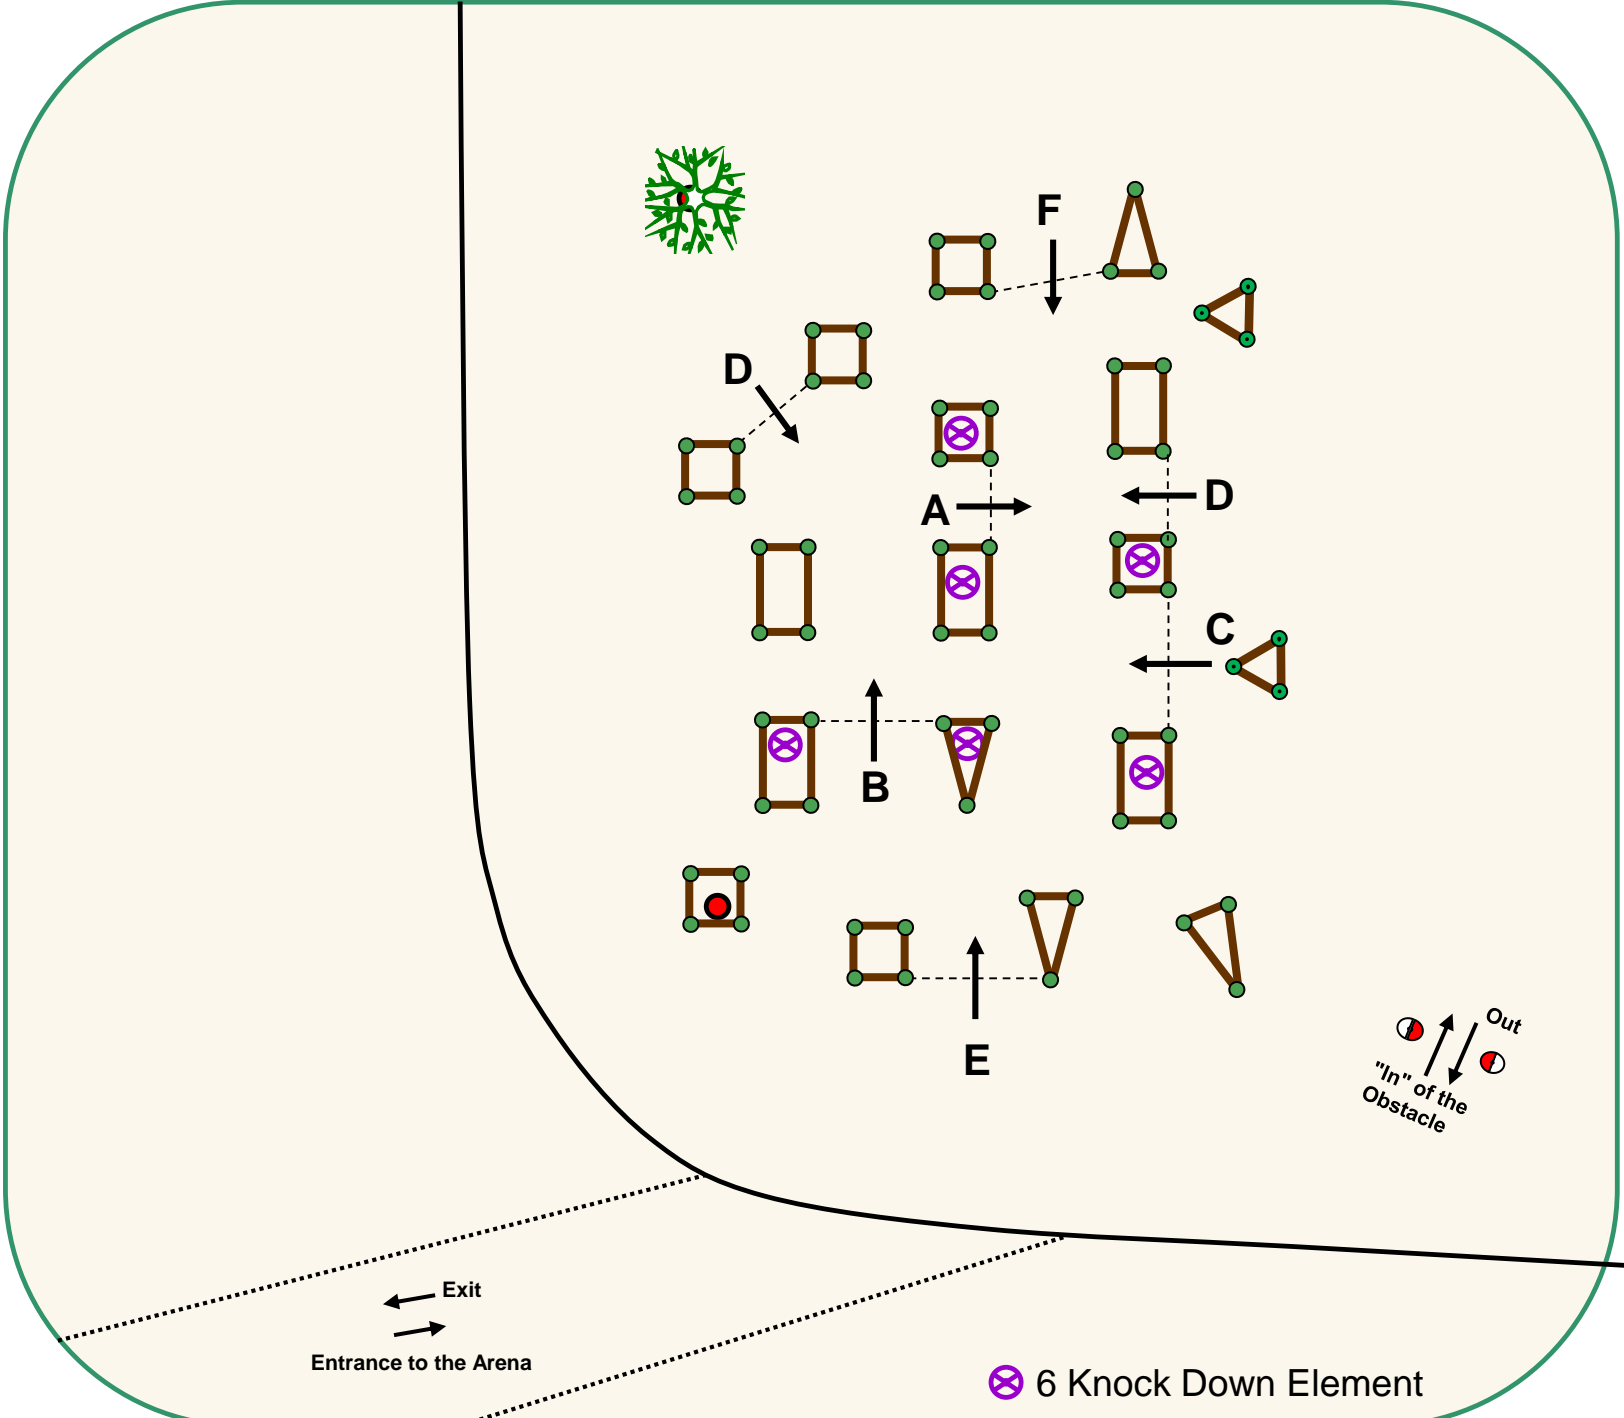 F
D
A
D
C
B
E
Out
"In" of the
Obstacle
Exit
Entrance to the Arena
6 Knock Down Element